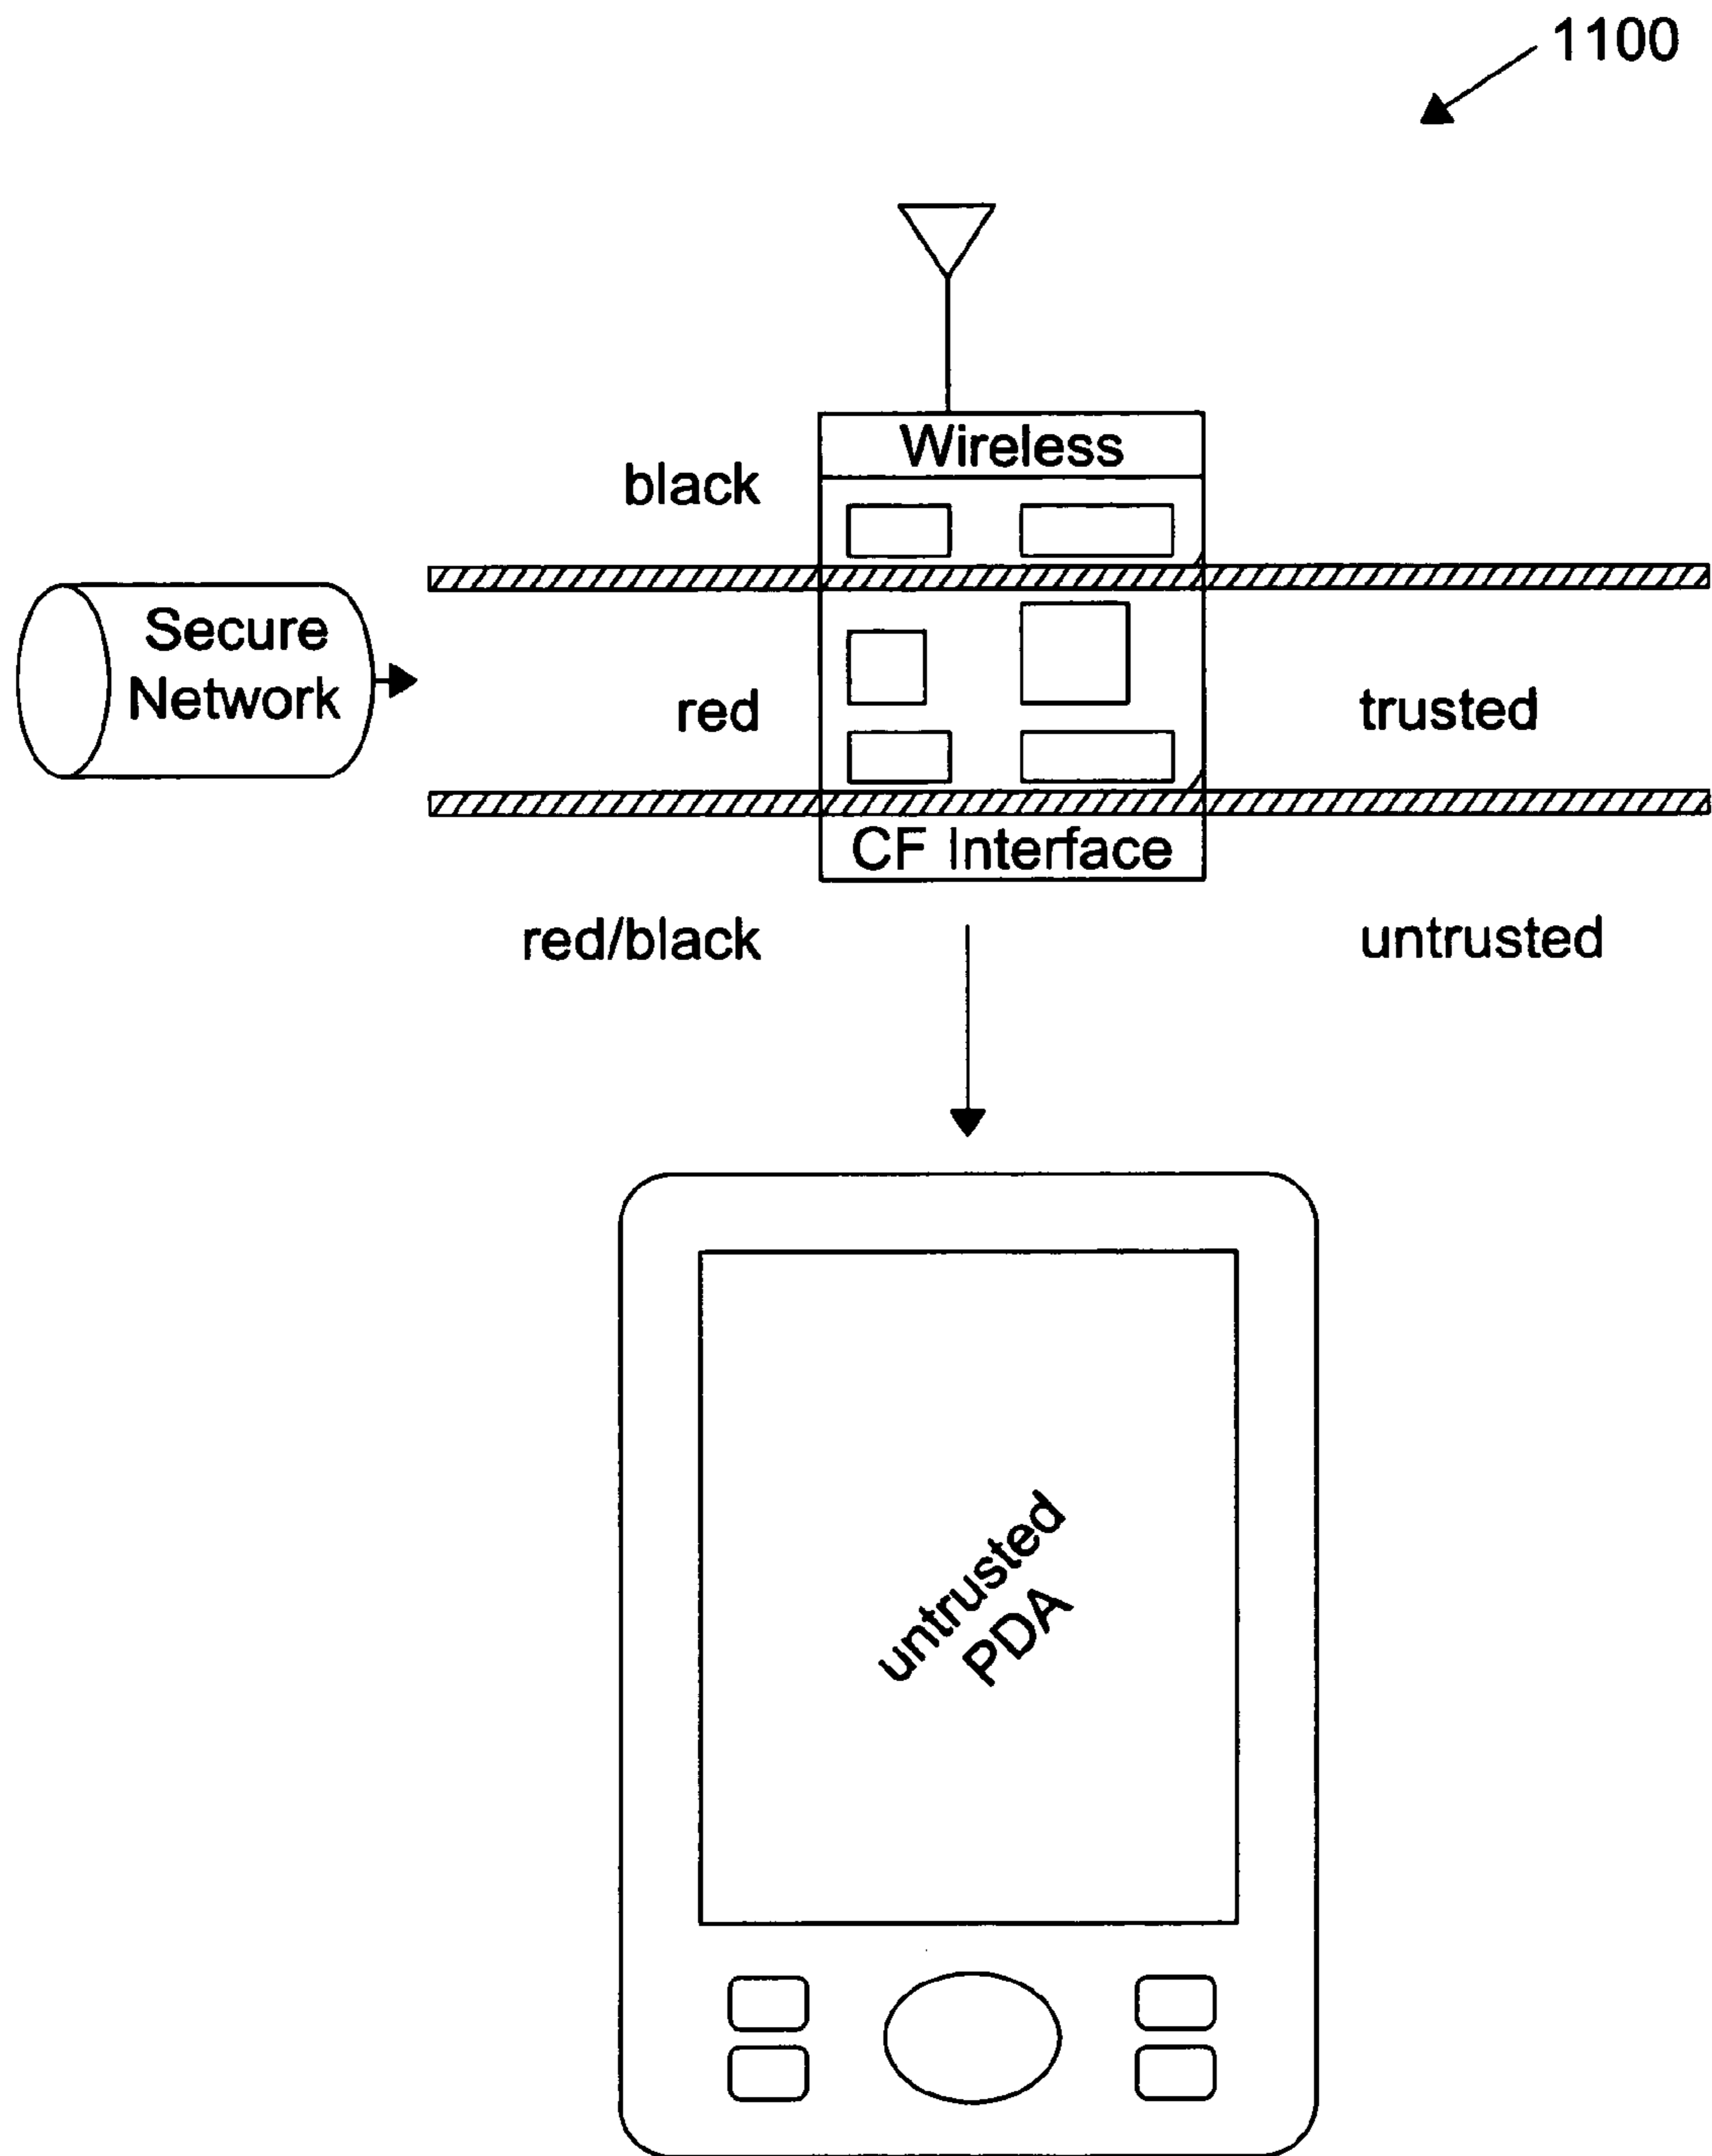 1100
Wireless
black
Secure
Network
red
trusted
CF Interface
red/black
untrusted
untrusted
PDA